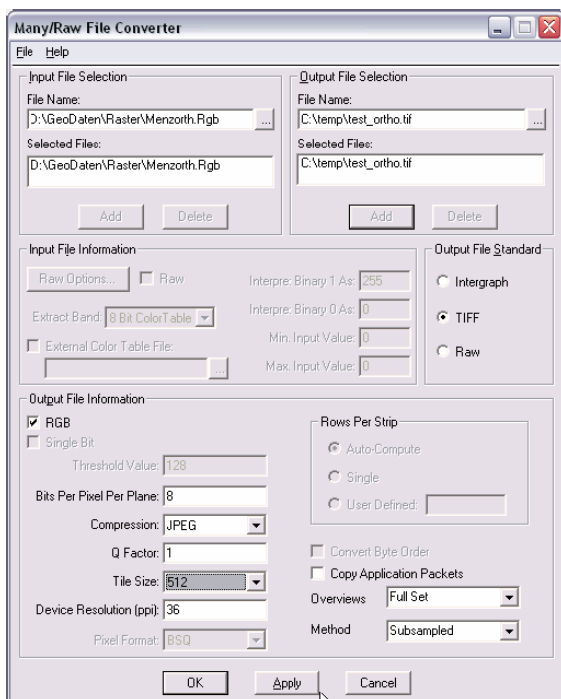 Many/Raw File Converter
File Help
Input File Selection
File Name:
D:\GeoDaten\Raster\Menzorth.Rgb
...
Selected Files:
D:\GeoDaten\Raster\Menzorth.Rgb
Add Delete
Output File Selection
File Name:
C:\temp\test_ortho.tif
...
Selected Files:
C:\temp\test_ortho.tif
Add Delete
Input File Information
Raw Options... Raw
Extract Band: 8 Bit ColorTable
External Color Table File:
...
Interpre: Binary 1 As: 255
Interpre: Binary 0 As: 0
Min. Input Value: 0
Max. Input Value: 0
Output File Standard
Intergraph
TIFF
Raw
Output File Information
RGB
Single Bit
Threshold Value: 128
Bits Per Pixel Per Plane: 8
Compression: JPEG
Q Factor: 1
Tile Size: 512
Device Resolution (ppi): 36
Pixel Format: BSQ
Rows Per Strip
Auto-Compute
Single
User Defined:
Convert Byte Order
Copy Application Packets
Overviews Full Set
Method Subsampled
OK Apply Cancel